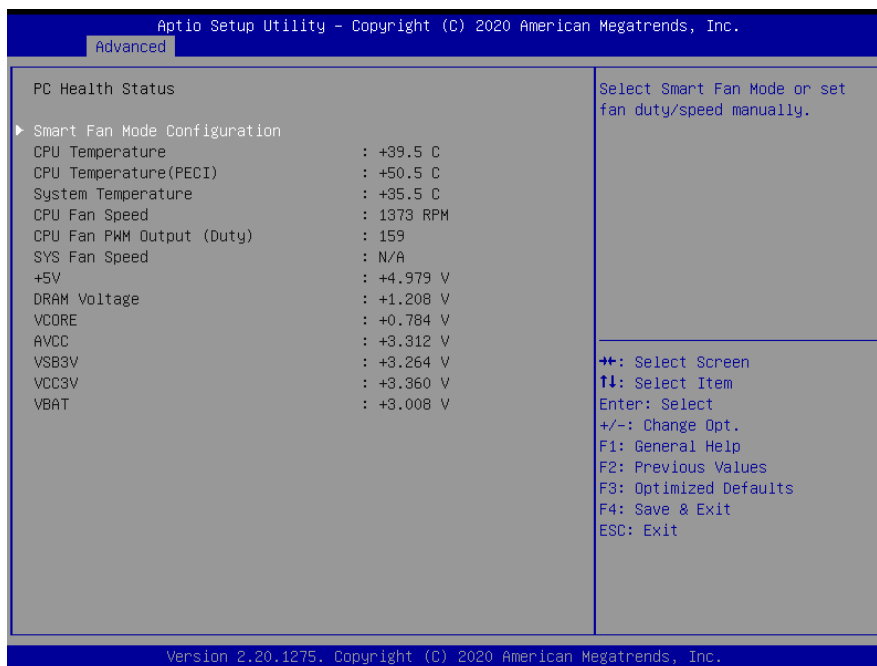 Aptio Setup Utility – Copyright (C) 2020 American Megatrends, Inc.
Advanced
PC Health Status
Smart Fan Mode Configuration
CPU Temperature : +39.5 C
CPU Temperature(PECI) : +50.5 C
System Temperature : +35.5 C
CPU Fan Speed : 1373 RPM
CPU Fan PWM Output (Duty) : 159
SYS Fan Speed : N/A
+5V : +4.979 V
DRAM Voltage : +1.208 V
VCORE : +0.784 V
AVCC : +3.312 V
VSB3V : +3.264 V
VCC3V : +3.360 V
VBAT : +3.008 V
Select Smart Fan Mode or set
fan duty/speed manually.
→←: Select Screen
↑↓: Select Item
Enter: Select
+/-: Change Opt.
F1: General Help
F2: Previous Values
F3: Optimized Defaults
F4: Save & Exit
ESC: Exit
Version 2.20.1275. Copyright (C) 2020 American Megatrends, Inc.